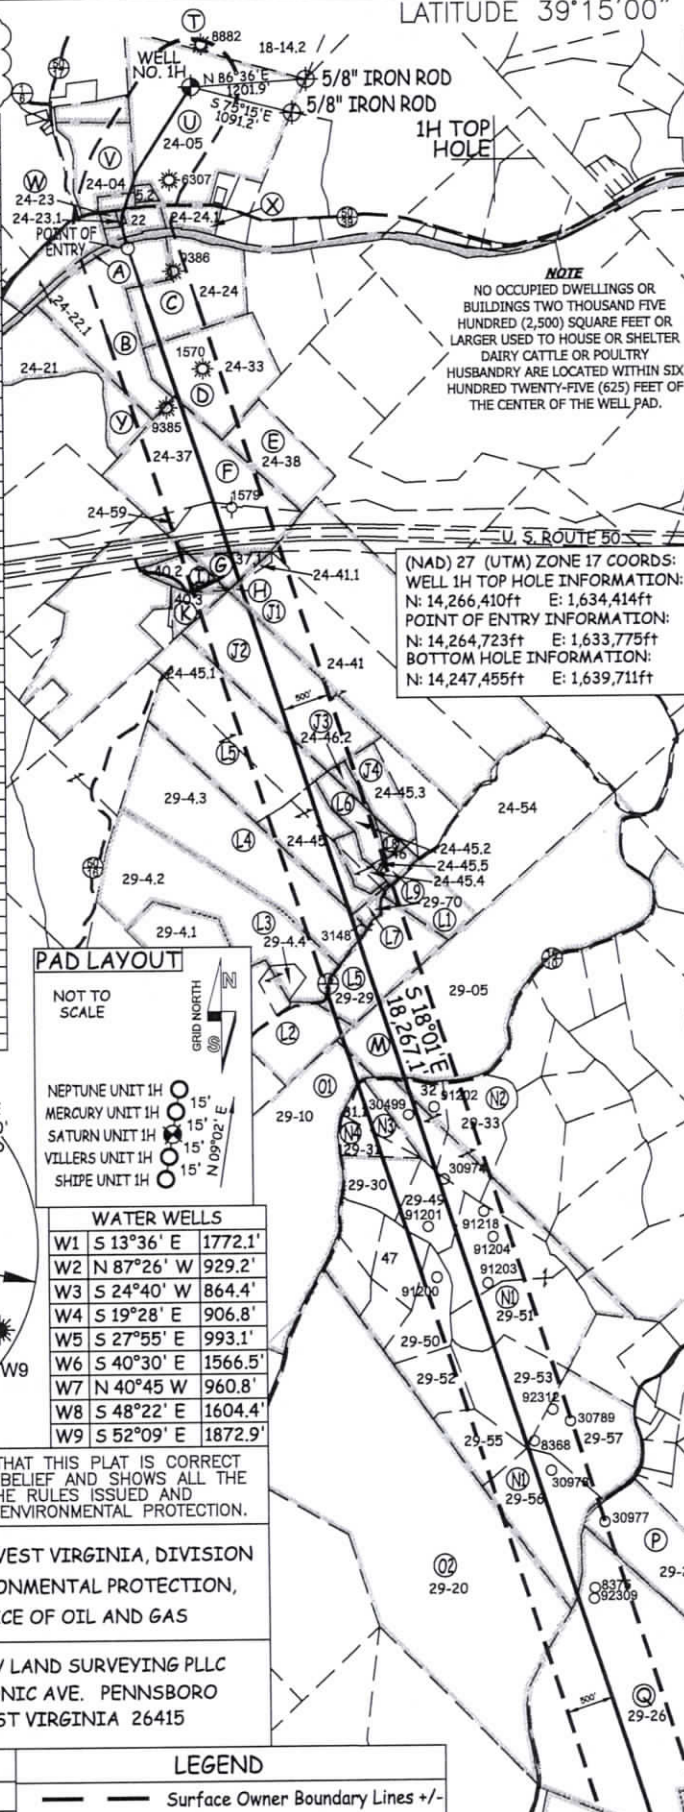 LATITUDE 39°15'00"
T
8882
18-14.2
WELL
NO. 1H
N 86°36'E
1201.9'
5/8" IRON ROD
S 75°15'E
1091.2'
5/8" IRON ROD
1H TOP
HOLE
U
24-05
V
24-04
6307
W
24-23
5.2
X
24-23.1
22
24-24.1
POINT OF
ENTRY
A
9386
C
24-24
24-22.1
B
24-21
1570
24-33
D
Y
9385
24-37
E
24-38
F
1579
24-59
NOTE
NO OCCUPIED DWELLINGS OR
BUILDINGS TWO THOUSAND FIVE
HUNDRED (2,500) SQUARE FEET OR
LARGER USED TO HOUSE OR SHELTER
DAIRY CATTLE OR POULTRY
HUSBANDRY ARE LOCATED WITHIN SIX
HUNDRED TWENTY-FIVE (625) FEET OF
THE CENTER OF THE WELL PAD.
U. S. ROUTE 50
40.2
I
G
37.1
40.3
H
24-41.1
K
J1
(NAD) 27 (UTM) ZONE 17 COORDS:
WELL 1H TOP HOLE INFORMATION:
N: 14,266,410ft E: 1,634,414ft
POINT OF ENTRY INFORMATION:
N: 14,264,723ft E: 1,633,775ft
BOTTOM HOLE INFORMATION:
N: 14,247,455ft E: 1,639,711ft
J2
24-45.1
24-41
500'
J3
24-46.2
L5
J4
29-4.3
L6
24-45.3
24-54
L4
24-45
24-45.2
46
24-45.5
29-4.2
24-45.4
L9
29-70
L3
L1
29-4.1
29-4.4
3148
L7
PAD LAYOUT
NOT TO
SCALE
GRID NORTH
N
S
L5
29-29
29-05
S 18°01'E
18,267.1'
L2
M
NEPTUNE UNIT 1H
15'
MERCURY UNIT 1H
15'
SATURN UNIT 1H
15'
VILLERS UNIT 1H
15'
SHIPE UNIT 1H
N 09°02' E
O1
29-10
31.1
30499
32
91202
N2
29-33
N4
N3
29-31
30974
29-30
29-49
91201
91218
91204
47
91203
91200
N1
29-51
29-50
29-52
29-53
92312
30789
29-55
8368
29-57
30978
N1
29-56
30977
P
O2
29-20
8375
92309
500'
Q
29-26
WATER WELLS
W1 S 13°36' E 1772.1'
W2 N 87°26' W 929.2'
W3 S 24°40' W 864.4'
W4 S 19°28' E 906.8'
W5 S 27°55' E 993.1'
W6 S 40°30' E 1566.5'
W7 N 40°45 W 960.8'
W8 S 48°22' E 1604.4'
W9 S 52°09' E 1872.9'
W9
THAT THIS PLAT IS CORRECT
BELIEF AND SHOWS ALL THE
HE RULES ISSUED AND
ENVIRONMENTAL PROTECTION.
WEST VIRGINIA, DIVISION
ONMENTAL PROTECTION,
ICE OF OIL AND GAS
LAND SURVEYING PLLC
NIC AVE. PENNSBORO
ST VIRGINIA 26415
LEGEND
Surface Owner Boundary Lines +/-